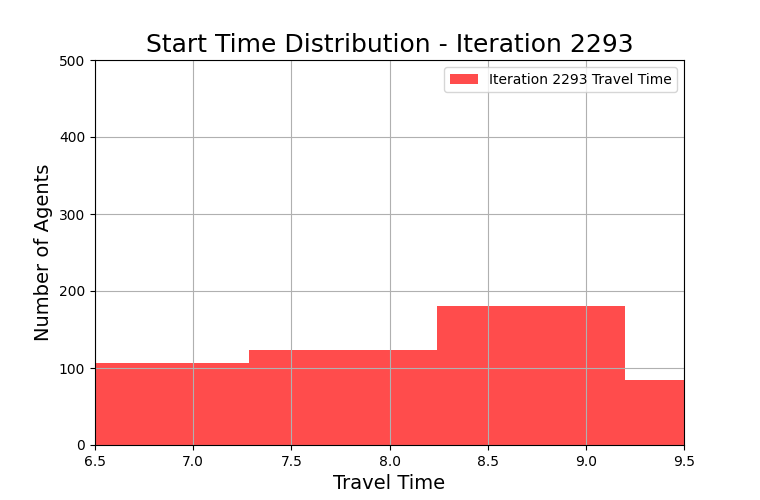 Start Time Distribution - Iteration 2293
Iteration 2293 Travel Time
Number of Agents
500
400
300
200
100
0
6.5 7.0 7.5 8.0 8.5 9.0 9.5
Travel Time